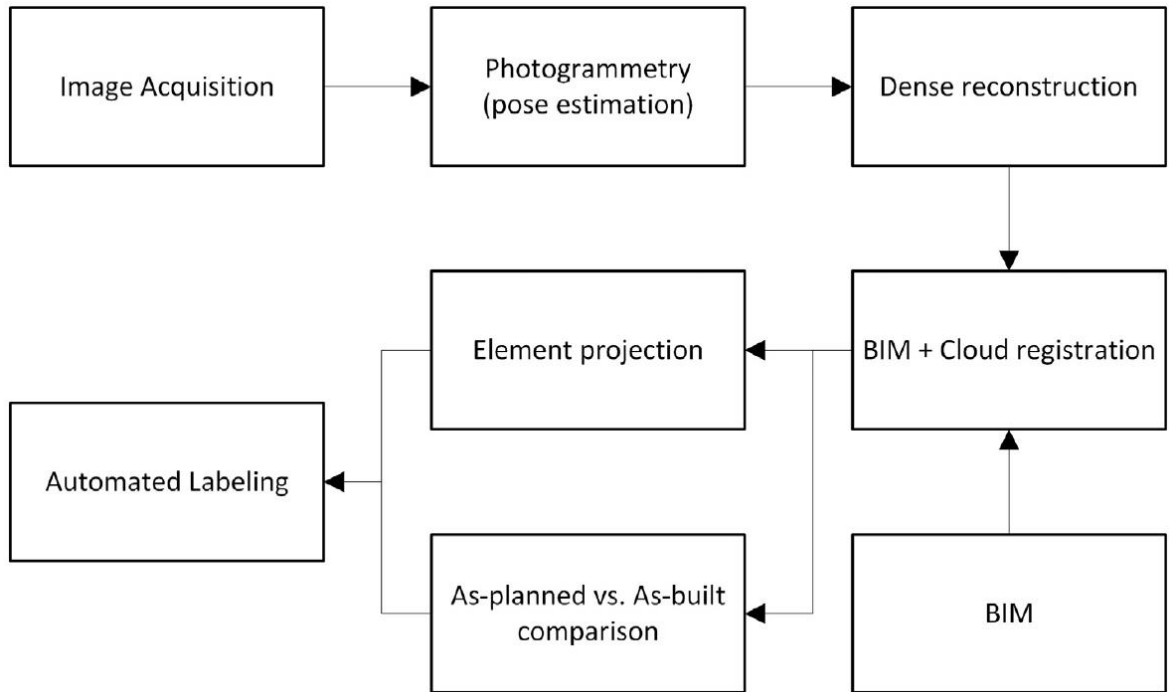 Image Acquisition
Photogrammetry
(pose estimation)
Dense reconstruction
Element projection
BIM + Cloud registration
Automated Labeling
As-planned vs. As-built
comparison
BIM